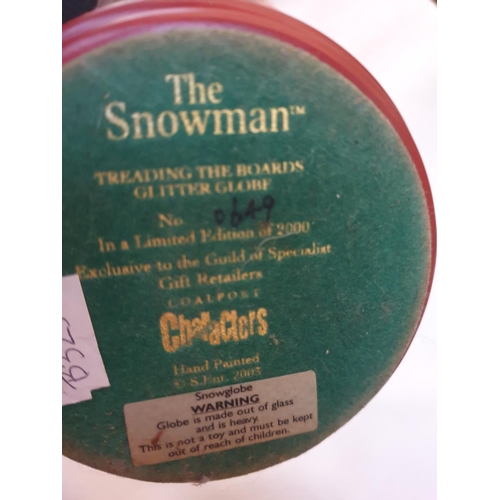 The
Snowman™
TREADING THE BOARDS
GLITTER GLOBE
No. 0649
In a Limited Edition of 2000
Exclusive to the Guild of Specialist
Gift Retailers
COALPORT
Characters
Hand Painted
© S.Ent. 2003
Snowglobe
WARNING
Globe is made out of glass
and is heavy.
This is not a toy and must be kept
out of reach of children.